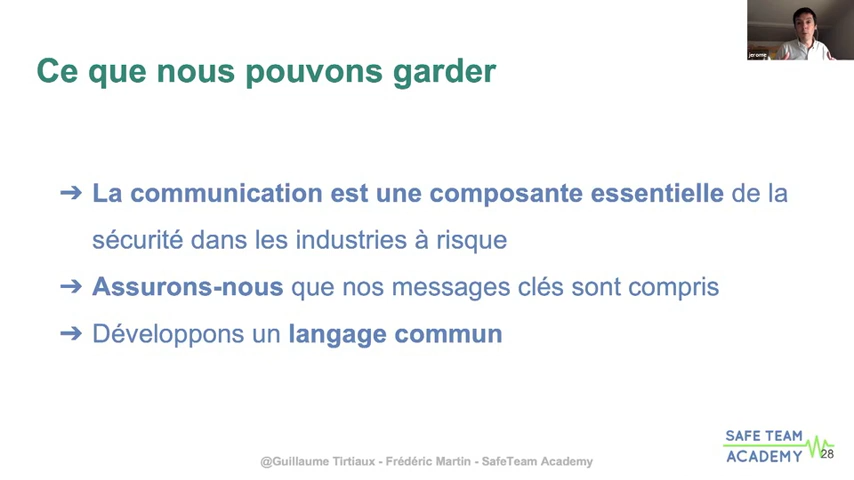 jerome
Ce que nous pouvons garder
➔ La communication est une composante essentielle de la
sécurité dans les industries à risque
➔ Assurons-nous que nos messages clés sont compris
➔ Développons un langage commun
SAFE TEAM
ACADEMY
28
@Guillaume Tirtiaux - Frédéric Martin - SafeTeam Academy